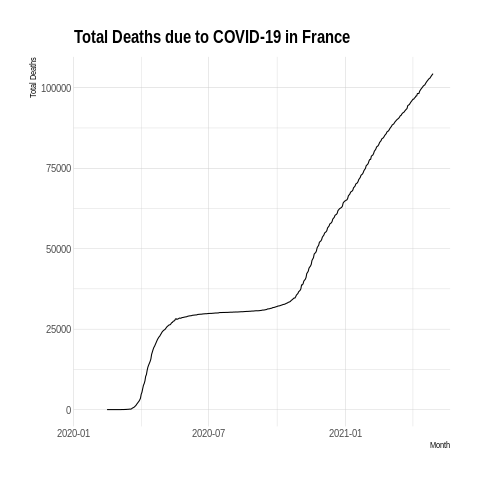 Total Deaths due to COVID-19 in France
Total Deaths
100000
75000
50000
25000
0
2020-01
2020-07
2021-01
Month